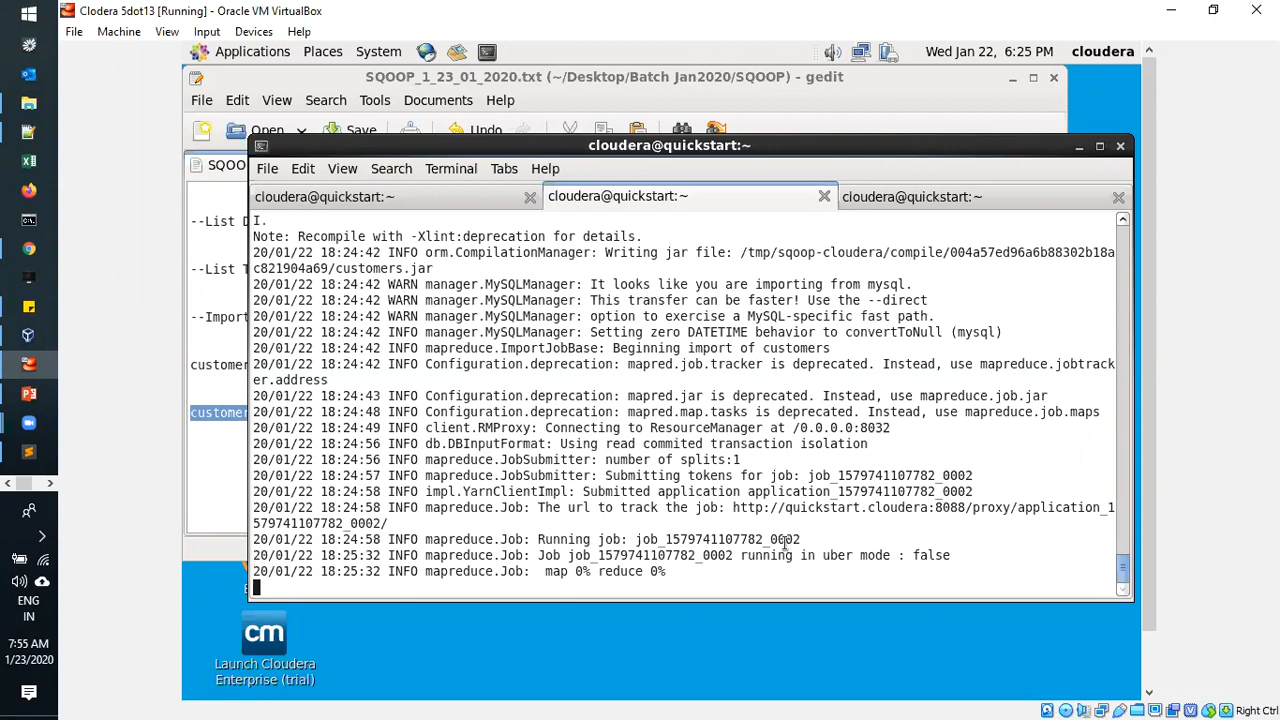 Clodera 5dot13 [Running] - Oracle VM VirtualBox
File Machine View Input Devices Help
Applications Places System Wed Jan 22, 6:25 PM cloudera
SQOOP_1_23_01_2020.txt (~/Desktop/Batch Jan2020/SQOOP) - gedit
File Edit View Search Tools Documents Help
Open Save Undo
cloudera@quickstart:~
SQOO
File Edit View Search Terminal Tabs Help
cloudera@quickstart:~ cloudera@quickstart:~ cloudera@quickstart:~
--List D
--List T
--Impor
customer
customer
I.
Note: Recompile with -Xlint:deprecation for details.
20/01/22 18:24:42 INFO orm.CompilationManager: Writing jar file: /tmp/sqoop-cloudera/compile/004a57ed96a6b88302b18a
c821904a69/customers.jar
20/01/22 18:24:42 WARN manager.MySQLManager: It looks like you are importing from mysql.
20/01/22 18:24:42 WARN manager.MySQLManager: This transfer can be faster! Use the --direct
20/01/22 18:24:42 WARN manager.MySQLManager: option to exercise a MySQL-specific fast path.
20/01/22 18:24:42 INFO manager.MySQLManager: Setting zero DATETIME behavior to convertToNull (mysql)
20/01/22 18:24:42 INFO mapreduce.ImportJobBase: Beginning import of customers
20/01/22 18:24:42 INFO Configuration.deprecation: mapred.job.tracker is deprecated. Instead, use mapreduce.jobtrack
er.address
20/01/22 18:24:43 INFO Configuration.deprecation: mapred.jar is deprecated. Instead, use mapreduce.job.jar
20/01/22 18:24:48 INFO Configuration.deprecation: mapred.map.tasks is deprecated. Instead, use mapreduce.job.maps
20/01/22 18:24:49 INFO client.RMProxy: Connecting to ResourceManager at /0.0.0.0:8032
20/01/22 18:24:56 INFO db.DBInputFormat: Using read commited transaction isolation
20/01/22 18:24:56 INFO mapreduce.JobSubmitter: number of splits:1
20/01/22 18:24:57 INFO mapreduce.JobSubmitter: Submitting tokens for job: job_1579741107782_0002
20/01/22 18:24:58 INFO impl.YarnClientImpl: Submitted application application_1579741107782_0002
20/01/22 18:24:58 INFO mapreduce.Job: The url to track the job: http://quickstart.cloudera:8088/proxy/application_1
579741107782_0002/
20/01/22 18:24:58 INFO mapreduce.Job: Running job: job_1579741107782_0002
20/01/22 18:25:32 INFO mapreduce.Job: Job job_1579741107782_0002 running in uber mode : false
20/01/22 18:25:32 INFO mapreduce.Job:  map 0% reduce 0%
cm
Launch Cloudera
Enterprise (trial)
ENG
IN
7:55 AM
1/23/2020
Right Ctrl